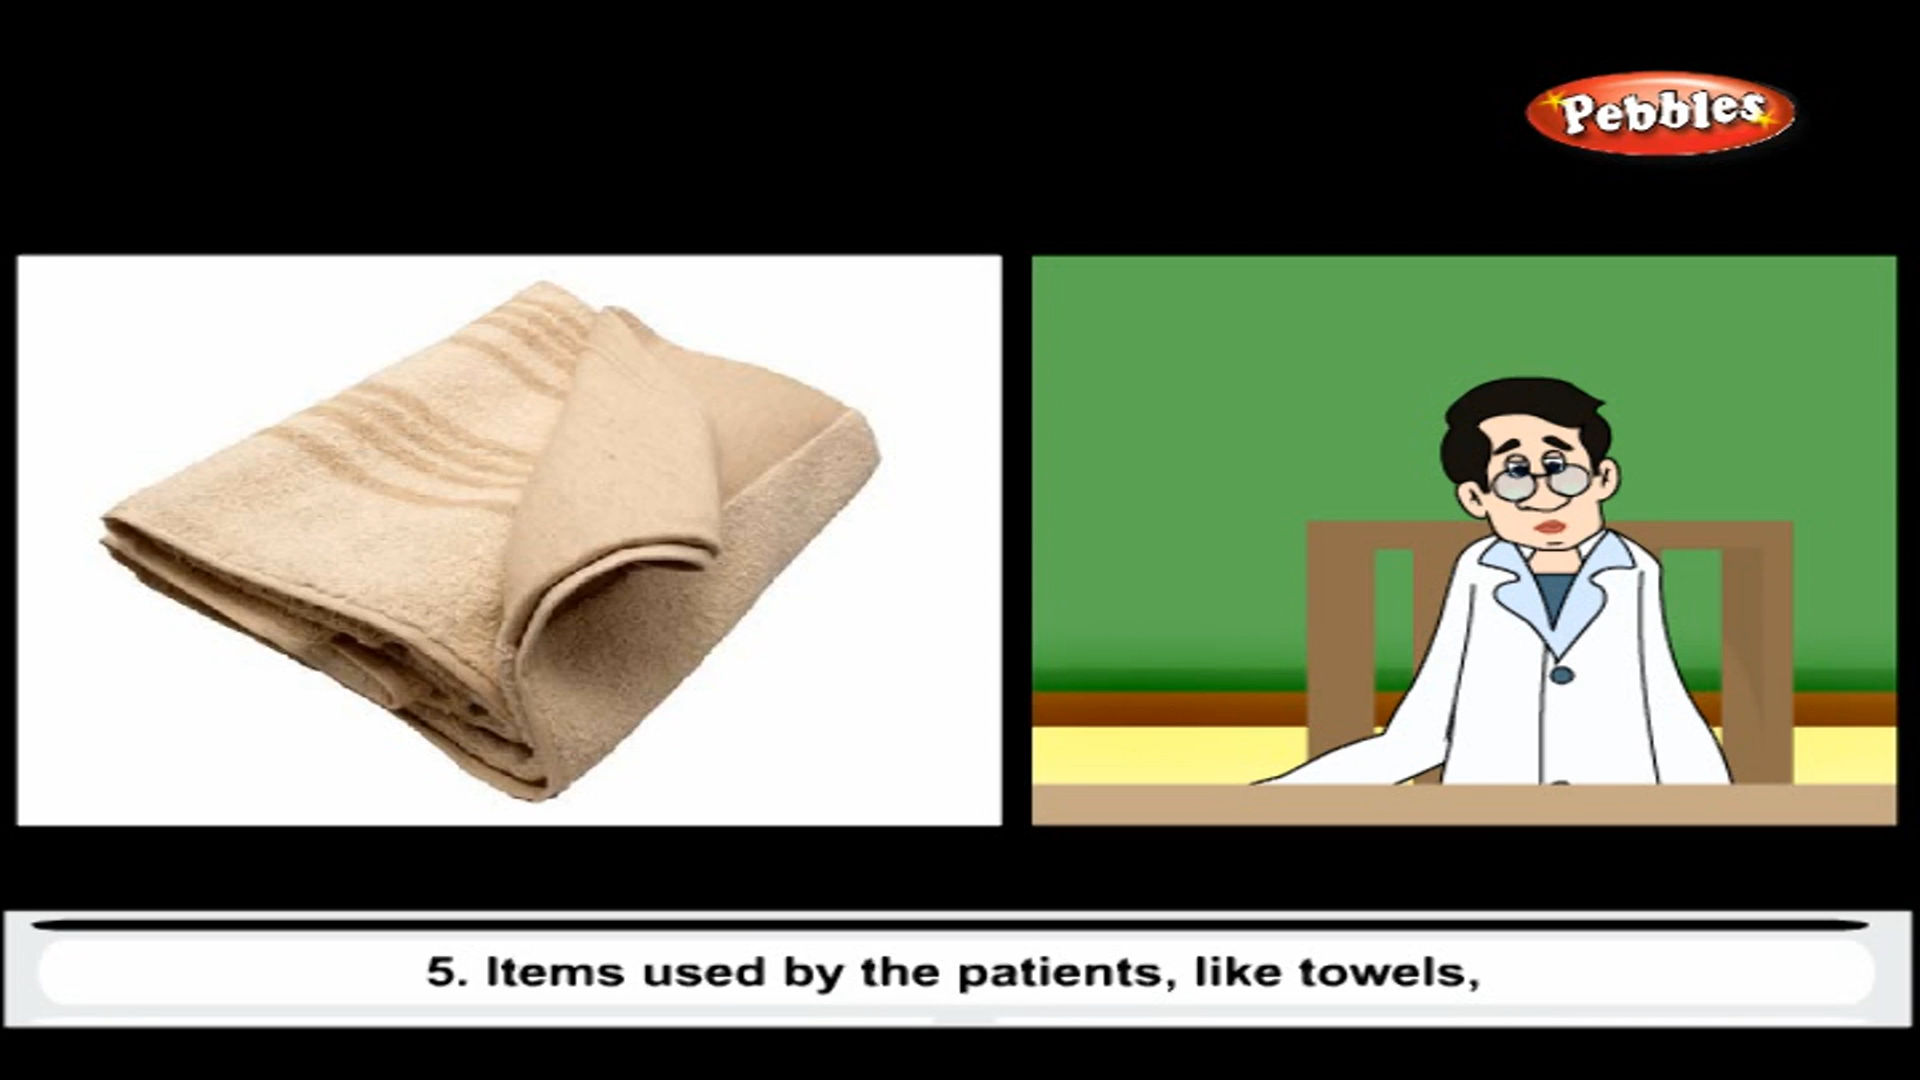 Pebbles
5. Items used by the patients, like towels,